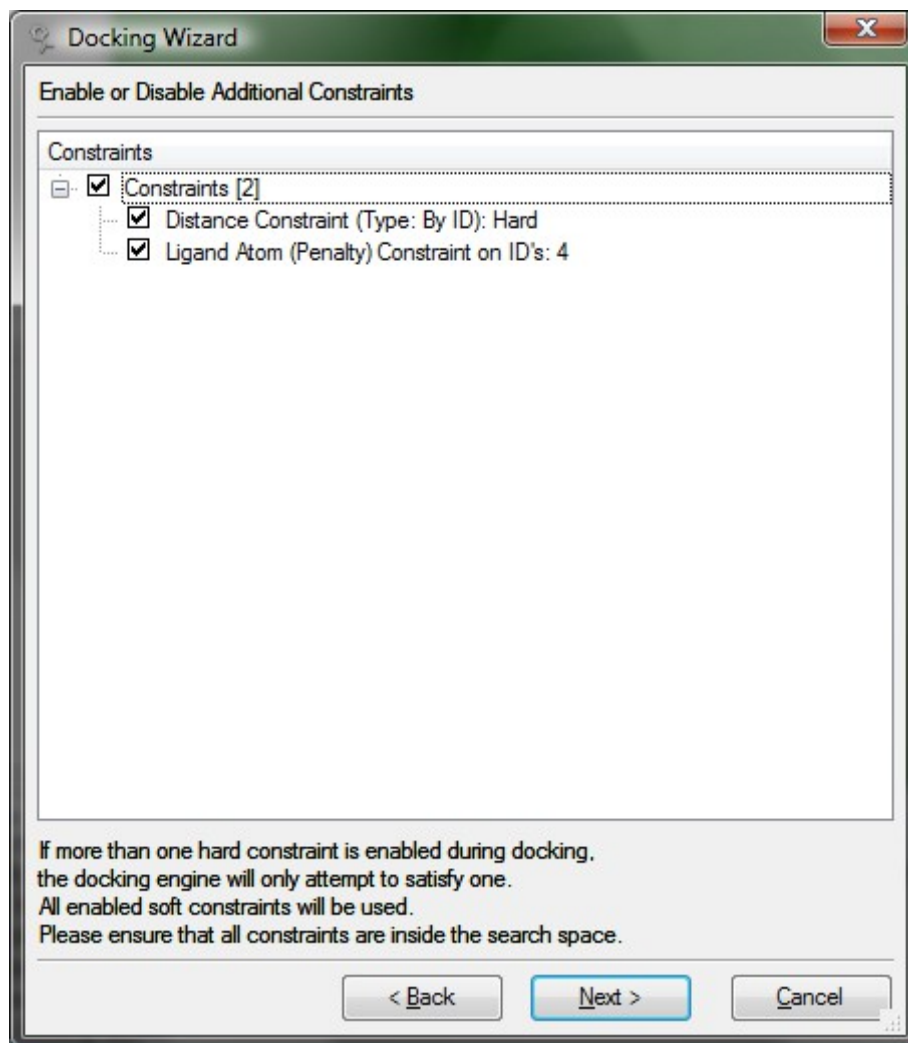 Docking Wizard
Enable or Disable Additional Constraints
Constraints
Constraints [2]
Distance Constraint (Type: By ID): Hard
Ligand Atom (Penalty) Constraint on ID's: 4
If more than one hard constraint is enabled during docking,
the docking engine will only attempt to satisfy one.
All enabled soft constraints will be used.
Please ensure that all constraints are inside the search space.
< Back Next > Cancel